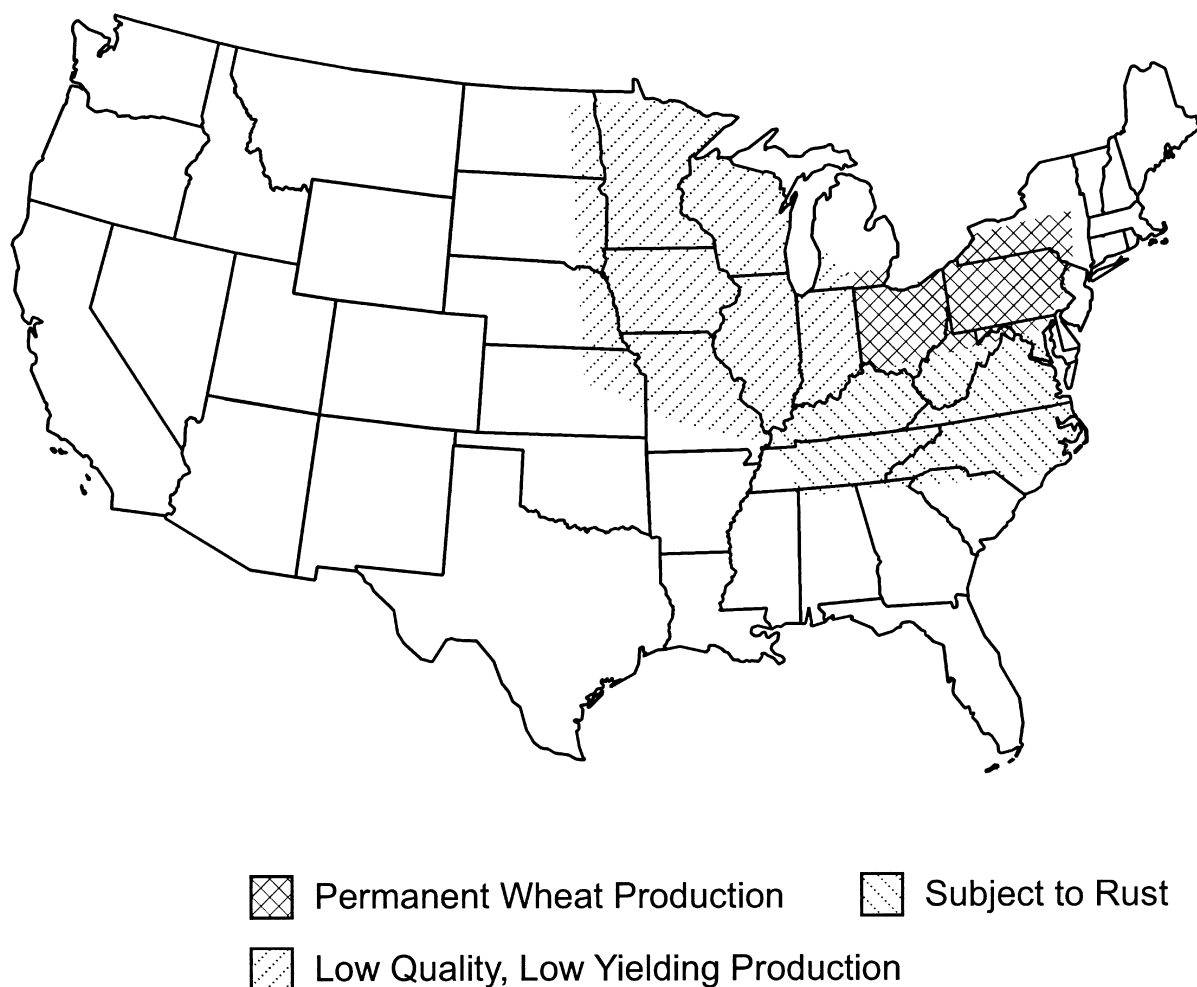 Permanent Wheat Production
Subject to Rust
Low Quality, Low Yielding Production